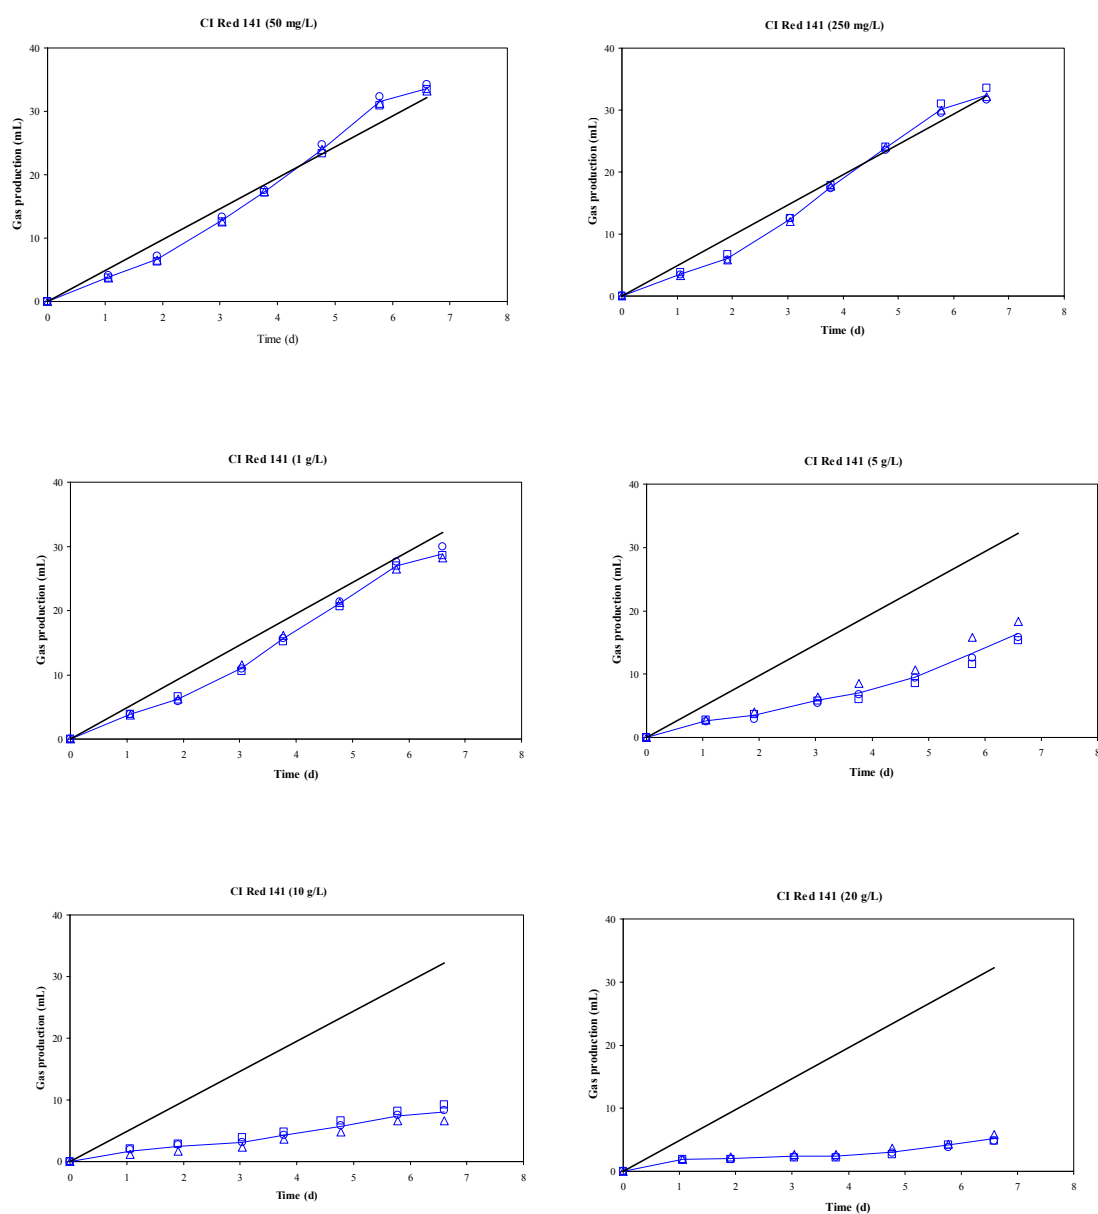 CI Red 141 (50 mg/L)
Gas production (mL)
40
30
20
10
0
0 1 2 3 4 5 6 7 8
Time (d)
CI Red 141 (250 mg/L)
Gas production (mL)
40
30
20
10
0
0 1 2 3 4 5 6 7 8
Time (d)
CI Red 141 (1 g/L)
Gas production (mL)
40
30
20
10
0
0 1 2 3 4 5 6 7 8
Time (d)
CI Red 141 (5 g/L)
Gas production (mL)
40
30
20
10
0
0 1 2 3 4 5 6 7 8
Time (d)
CI Red 141 (10 g/L)
Gas production (mL)
40
30
20
10
0
0 1 2 3 4 5 6 7 8
Time (d)
CI Red 141 (20 g/L)
Gas production (mL)
40
30
20
10
0
0 1 2 3 4 5 6 7 8
Time (d)